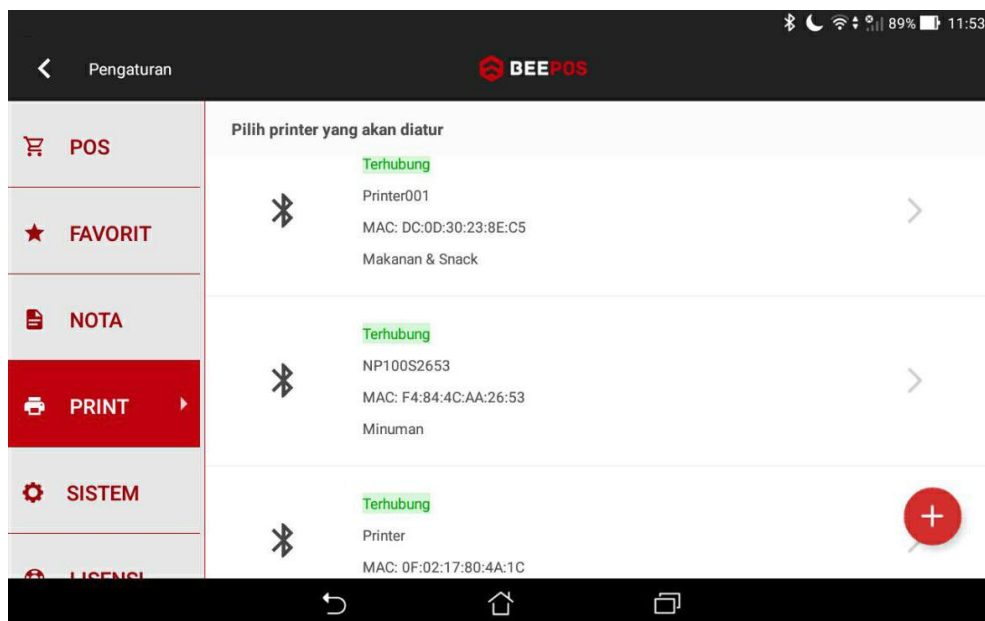 89% 11:53
Pengaturan
BEEPOS
POS
FAVORIT
NOTA
PRINT
SISTEM
LISENSI
Pilih printer yang akan diatur
Terhubung
Printer001
MAC: DC:0D:30:23:8E:C5
Makanan & Snack
Terhubung
NP100S2653
MAC: F4:84:4C:AA:26:53
Minuman
Terhubung
Printer
MAC: 0F:02:17:80:4A:1C